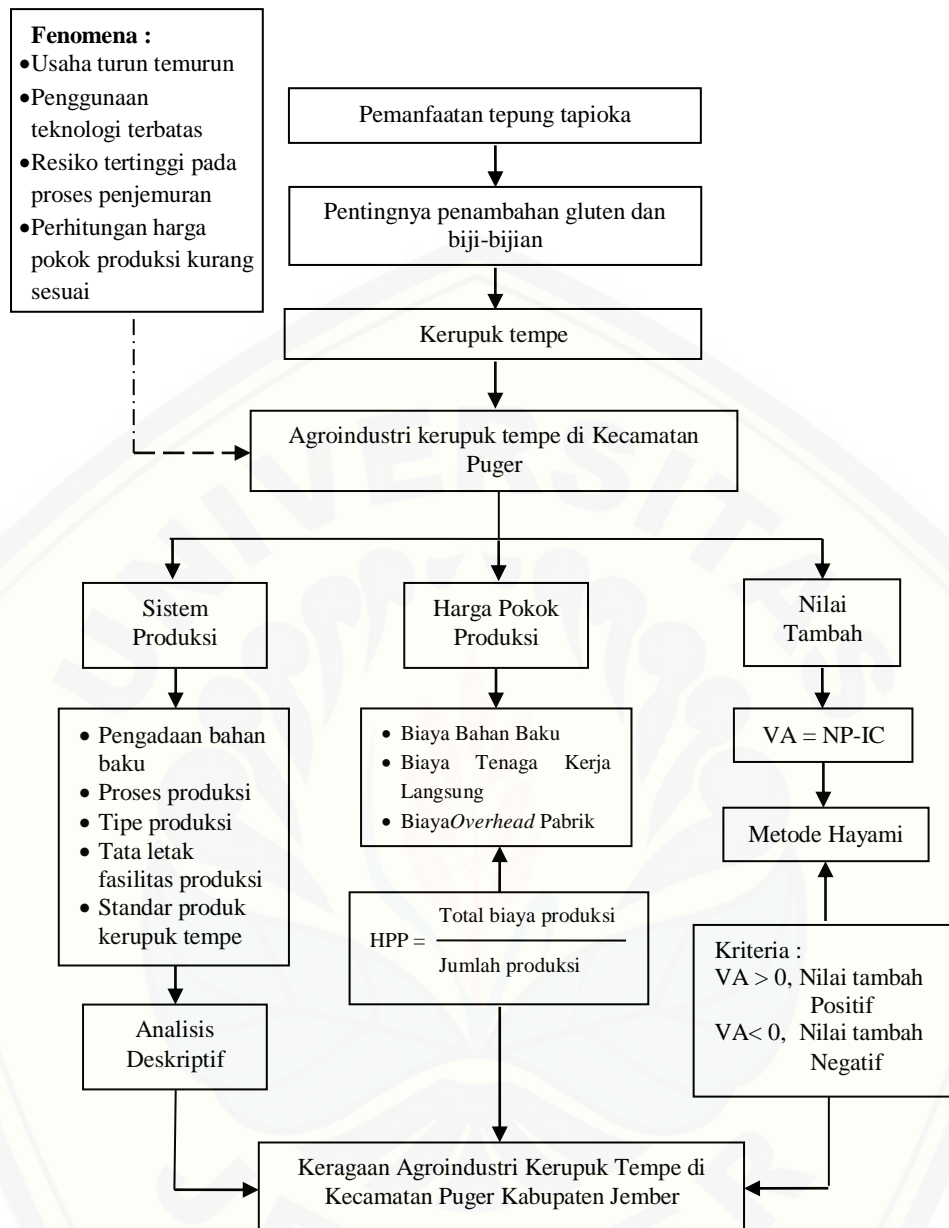 Fenomena :
•Usaha turun temurun
•Penggunaan
teknologi terbatas
•Resiko tertinggi pada
proses penjemuran
•Perhitungan harga
pokok produksi kurang
sesuai
Pemanfaatan tepung tapioka
Pentingnya penambahan gluten dan
biji-bijian
Kerupuk tempe
Agroindustri kerupuk tempe di Kecamatan
Puger
Sistem
Produksi
Harga Pokok
Produksi
Nilai
Tambah
• Pengadaan bahan
baku
• Proses produksi
• Tipe produksi
• Tata letak
fasilitas produksi
• Standar produk
kerupuk tempe
• Biaya Bahan Baku
• Biaya Tenaga Kerja
Langsung
• BiayaOverhead Pabrik
VA = NP-IC
Metode Hayami
Total biaya produksi
HPP =
Jumlah produksi
Kriteria :
VA > 0, Nilai tambah
Positif
VA< 0, Nilai tambah
Negatif
Analisis
Deskriptif
Keragaan Agroindustri Kerupuk Tempe di
Kecamatan Puger Kabupaten Jember
UNIVERSITAS
JEMBER